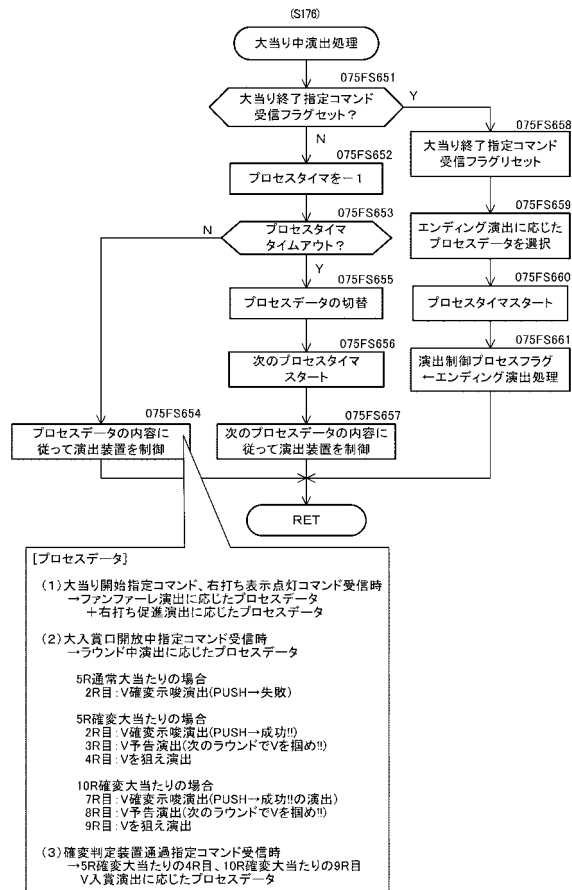 (S176)
大当り中演出処理
075FS651
大当り終了指定コマンド
受信フラグセット?
Y
N
075FS652
プロセスタイマを－1
075FS653
プロセスタイマ
タイムアウト?
N
Y
075FS655
プロセスデータの切替
075FS656
次のプロセスタイマ
スタート
075FS657
次のプロセスデータの内容に
従って演出装置を制御
075FS654
プロセスデータの内容に
従って演出装置を制御
075FS658
大当り終了指定コマンド
受信フラグリセット
075FS659
エンディング演出に応じた
プロセスデータを選択
075FS660
プロセスタイマスタート
075FS661
演出制御プロセスフラグ
←エンディング演出処理
RET
[プロセスデータ]
(1)大当り開始指定コマンド、右打ち表示点灯コマンド受信時
→ファンファーレ演出に応じたプロセスデータ
＋右打ち促進演出に応じたプロセスデータ
(2)大入賞口開放中指定コマンド受信時
→ラウンド中演出に応じたプロセスデータ
5R通常大当たりの場合
2R目:V確変示唆演出(PUSH→失敗)
5R確変大当たりの場合
2R目:V確変示唆演出(PUSH→成功!!)
3R目:V予告演出(次のラウンドでVを掴め!!)
4R目:Vを狙え演出
10R確変大当たりの場合
7R目:V確変示唆演出(PUSH→成功!!の演出)
8R目:V予告演出(次のラウンドでVを掴め!!)
9R目:Vを狙え演出
(3)確変判定装置通過指定コマンド受信時
→5R確変大当たりの4R目、10R確変大当たりの9R目
V入賞演出に応じたプロセスデータ